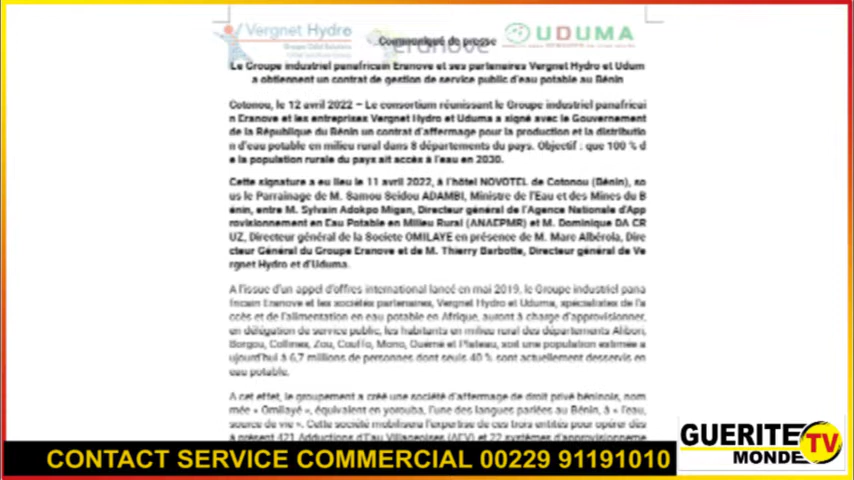 Vergnet Hydro
Communiqué de presse
eranove
UDUMA
Le Groupe industriel panafricain Eranove et ses partenaires Vergnet Hydro et Udum
a obtiennent un contrat de gestion de service public d'eau potable au Bénin
Cotonou, le 12 avril 2022 – Le consortium réunissant le Groupe industriel panafricai
n Eranove et les entreprises Vergnet Hydro et Uduma a signé avec le Gouvernement
de la République du Bénin un contrat d'affermage pour la production et la distributio
n d'eau potable en milieu rural dans 8 départements du pays. Objectif : que 100 % d
e la population rurale du pays ait accès à l'eau en 2030.
Cette signature a eu lieu le 11 avril 2022, à l'hôtel NOVOTEL de Cotonou (Bénin), so
us le Parrainage de M. Samou Seidou ADAMBI, Ministre de l'Eau et des Mines du B
énin, entre M. Sylvain Adokpo Migan, Directeur général de l'Agence Nationale d'App
rovisionnement en Eau Potable en Milieu Rural (ANAEPMR) et M. Dominique DA CR
UZ, Directeur général de la Societe OMILAYE en présence de M. Marc Albérola, Dire
cteur Général du Groupe Eranove et de M. Thierry Barbotte, Directeur général de Ve
rgnet Hydro et d'Uduma.
A l'issue d'un appel d'offres international lancé en mai 2019, le Groupe industriel pana
fricain Eranove et les sociétés partenaires, Vergnet Hydro et Uduma, spécialistes de l'a
ccès et de l'alimentation en eau potable en Afrique, auront à charge d'approvisionner,
en délégation de service public, les habitants en milieu rural des départements Alibori,
Borgou, Collines, Zou, Couffo, Mono, Ouémé et Plateau, soit une population estimée a
ujourd'hui à 6,7 millions de personnes dont seuls 40 % sont actuellement desservis en
eau potable.
A cet effet, le groupement a créé une société d'affermage de droit privé béninois, nom
mée « Omilayé », équivalent en yorouba, l'une des langues parlées au Bénin, à « l'eau,
source de vie ». Cette société mobilisera l'expertise de ces trois entités pour opérer dès
à présent 421 Adductions d'Eau Villageoises (AEV) et 22 systèmes d'approvisionneme
CONTACT SERVICE COMMERCIAL 00229 91191010
GUERITE
TV
MONDE